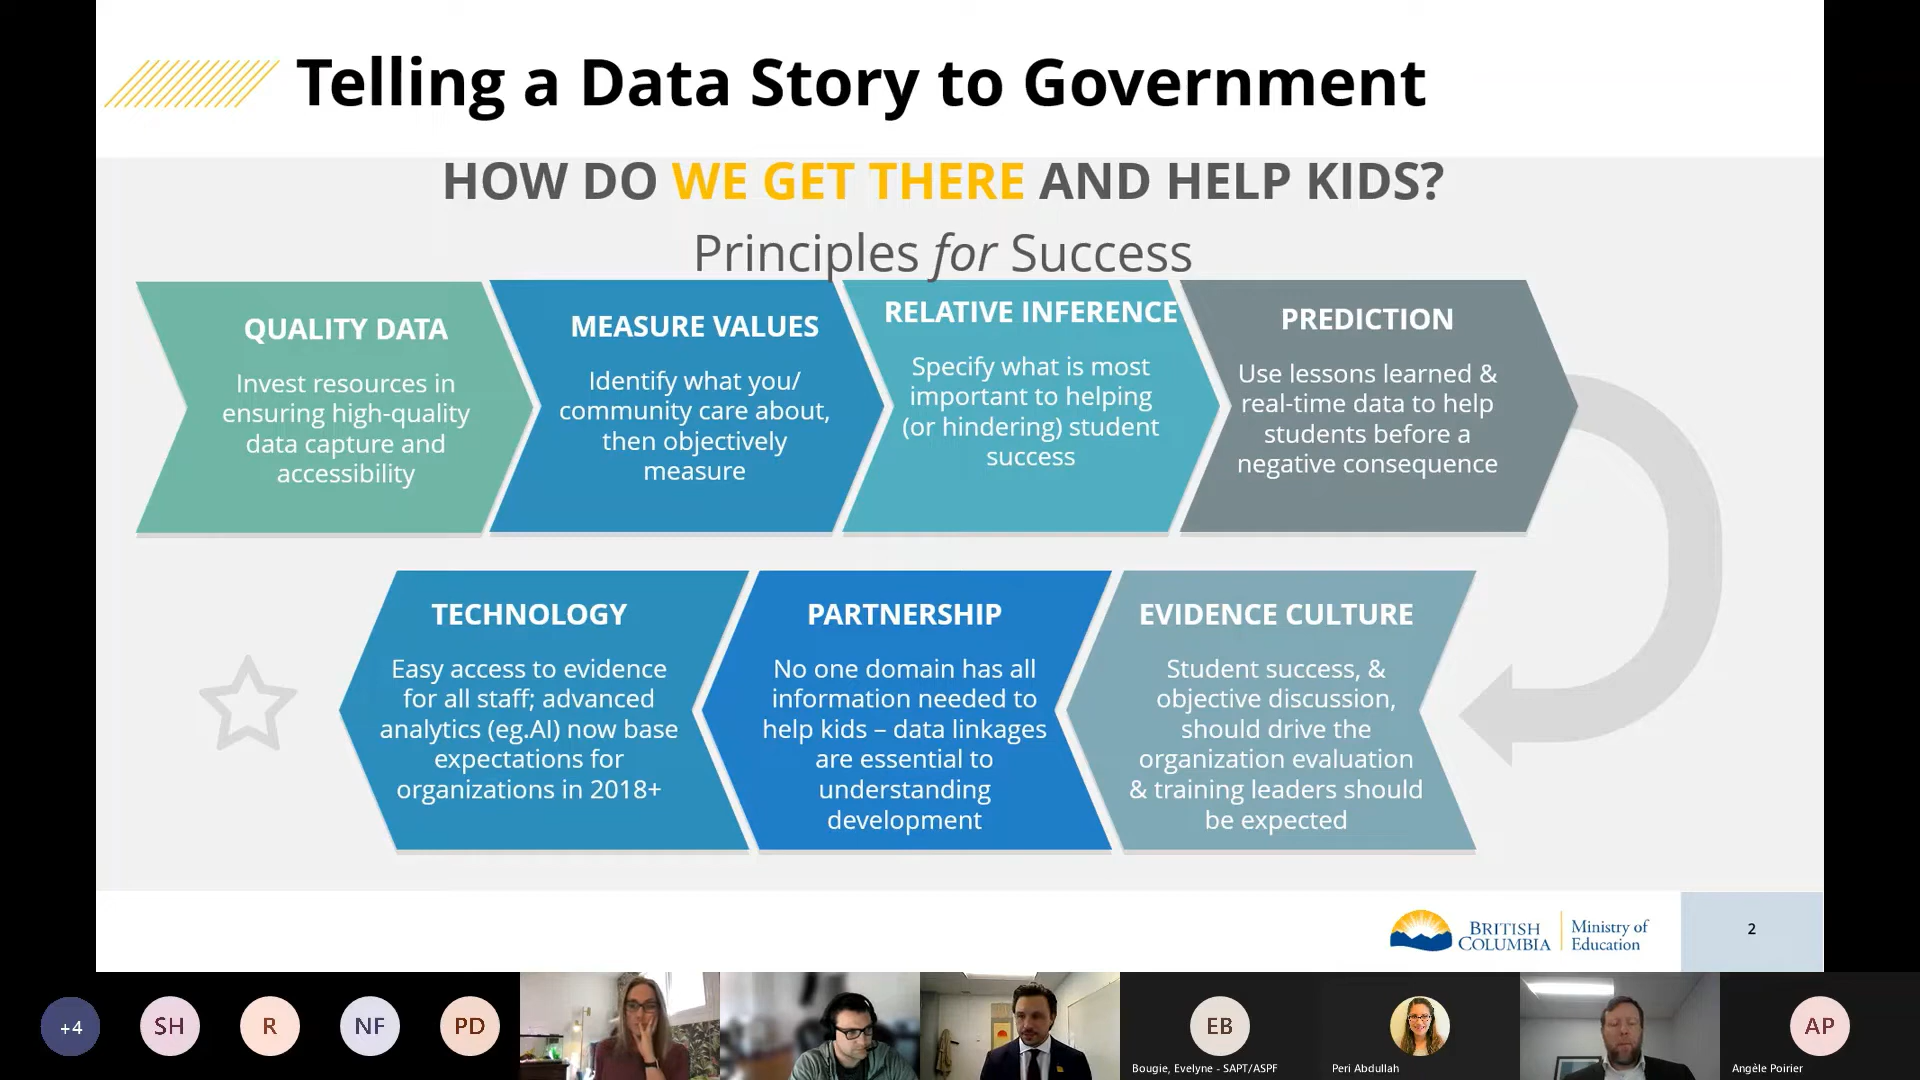 Telling a Data Story to Government
HOW DO WE GET THERE AND HELP KIDS?
Principles for Success
QUALITY DATA
Invest resources in
ensuring high-quality
data capture and
accessibility
MEASURE VALUES
Identify what you/
community care about,
then objectively
measure
RELATIVE INFERENCE
Specify what is most
important to helping
(or hindering) student
success
PREDICTION
Use lessons learned &
real-time data to help
students before a
negative consequence
EVIDENCE CULTURE
Student success, &
objective discussion,
should drive the
organization evaluation
& training leaders should
be expected
PARTNERSHIP
No one domain has all
information needed to
help kids – data linkages
are essential to
understanding
development
TECHNOLOGY
Easy access to evidence
for all staff; advanced
analytics (eg.AI) now base
expectations for
organizations in 2018+
BRITISH
COLUMBIA
Ministry of
Education
2
+4
SH
R
NF
PD
EB
Bougie, Evelyne - SAPT/ASPF
Peri Abdullah
AP
Angèle Poirier